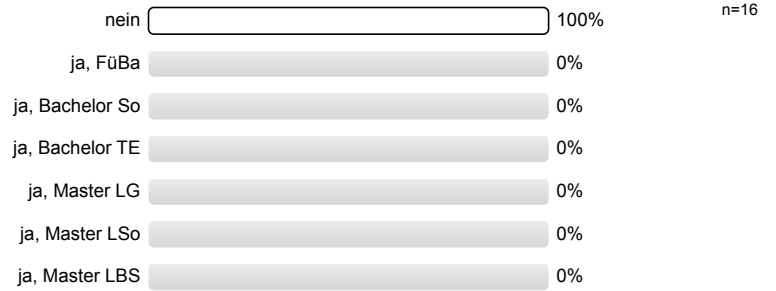 nein 100% n=16
ja, FüBa 0%
ja, Bachelor So 0%
ja, Bachelor TE 0%
ja, Master LG 0%
ja, Master LSo 0%
ja, Master LBS 0%